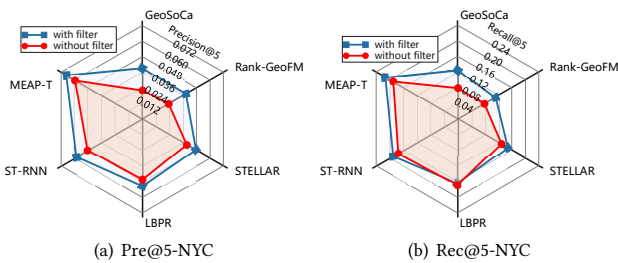 GeoSoCa
with filter
without filter
Precision@5
0.072
0.060
0.048
0.036
0.024
0.012
MEAP-T
Rank-GeoFM
ST-RNN
STELLAR
LBPR
(a) Pre@5-NYC
GeoSoCa
with filter
without filter
Recall@5
0.24
0.20
0.16
0.12
0.08
0.04
MEAP-T
Rank-GeoFM
ST-RNN
STELLAR
LBPR
(b) Rec@5-NYC